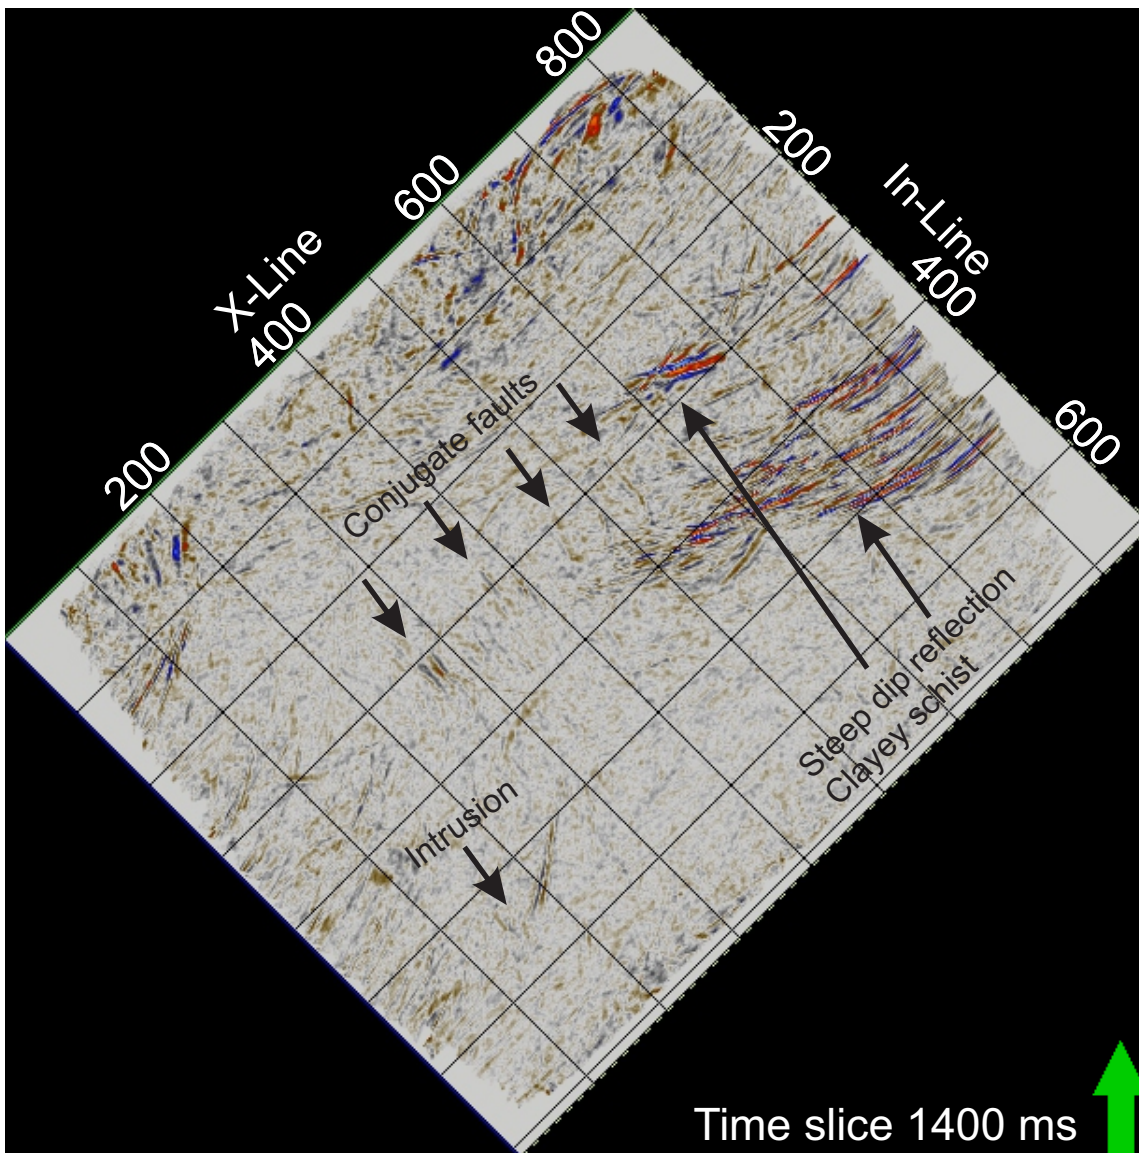 800
600
X-Line
400
200
200
In-Line
400
600
Conjugate faults
Steep dip reflection
Clayey schist
Intrusion
Time slice 1400 ms